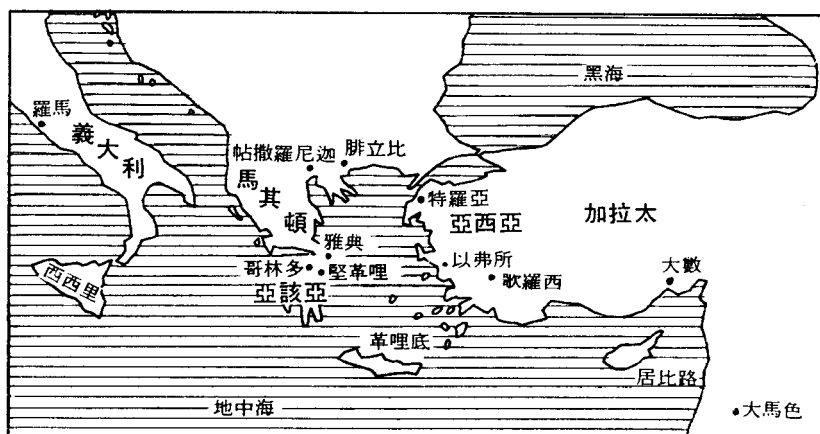 黑海
羅馬
義大利
帖撒羅尼迦
腓立比
馬其頓
特羅亞
亞西亞
加拉太
雅典
哥林多
堅革哩
亞該亞
以弗所
歌羅西
大數
西西里
革哩底
居比路
地中海
大馬色